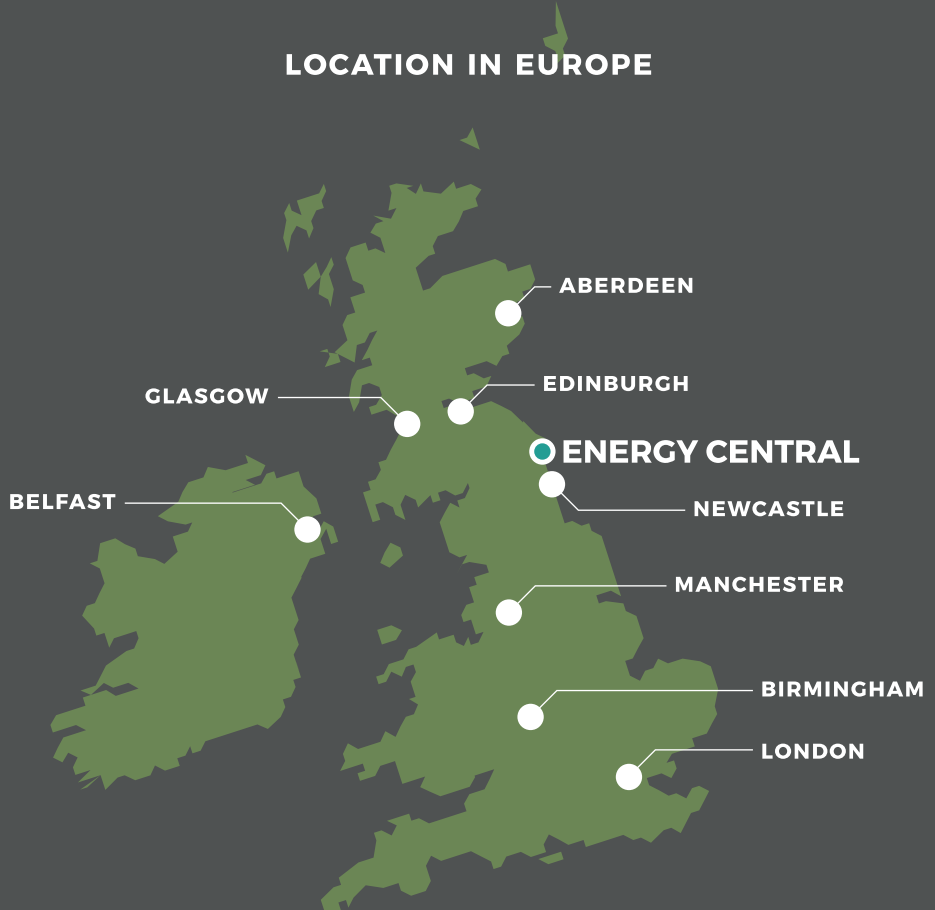 LOCATION IN EUROPE
ABERDEEN
EDINBURGH
GLASGOW
ENERGY CENTRAL
BELFAST
NEWCASTLE
MANCHESTER
BIRMINGHAM
LONDON